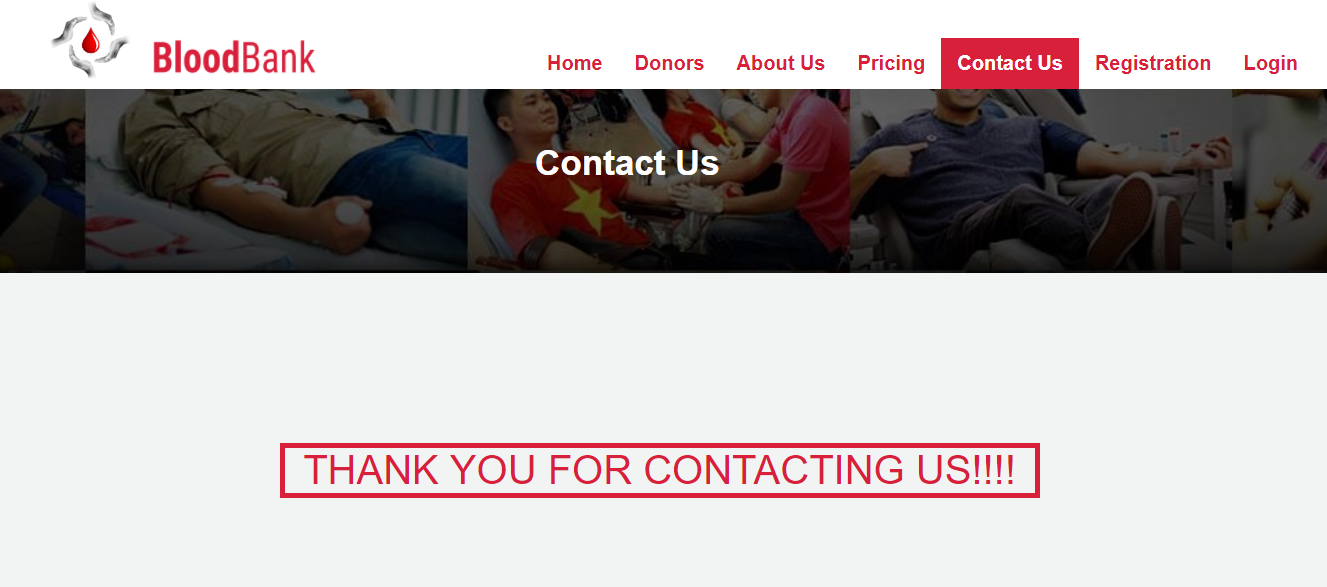 BloodBank
Home Donors About Us Pricing Contact Us Registration Login
Contact Us
THANK YOU FOR CONTACTING US!!!!